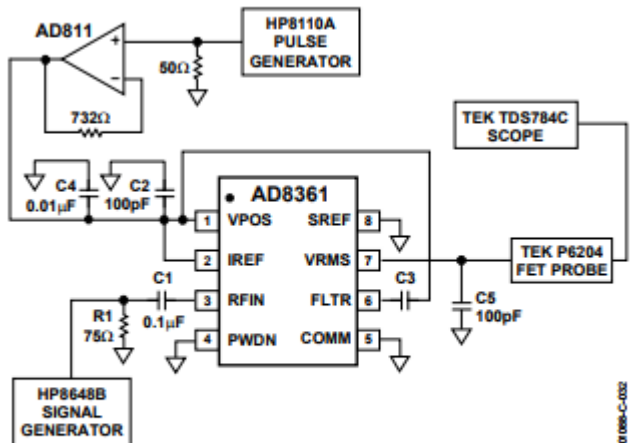 AD811
HP8110A
PULSE
GENERATOR
+
−
50Ω
732Ω
TEK TDS784C
SCOPE
C4
0.01µF
C2
100pF
AD8361
1 VPOS SREF 8
2 IREF VRMS 7
TEK P6204
FET PROBE
C1
0.1µF
3 RFIN FLTR 6
C3
R1
75Ω
4 PWDN COMM 5
C5
100pF
HP8648B
SIGNAL
GENERATOR
01088-C-032